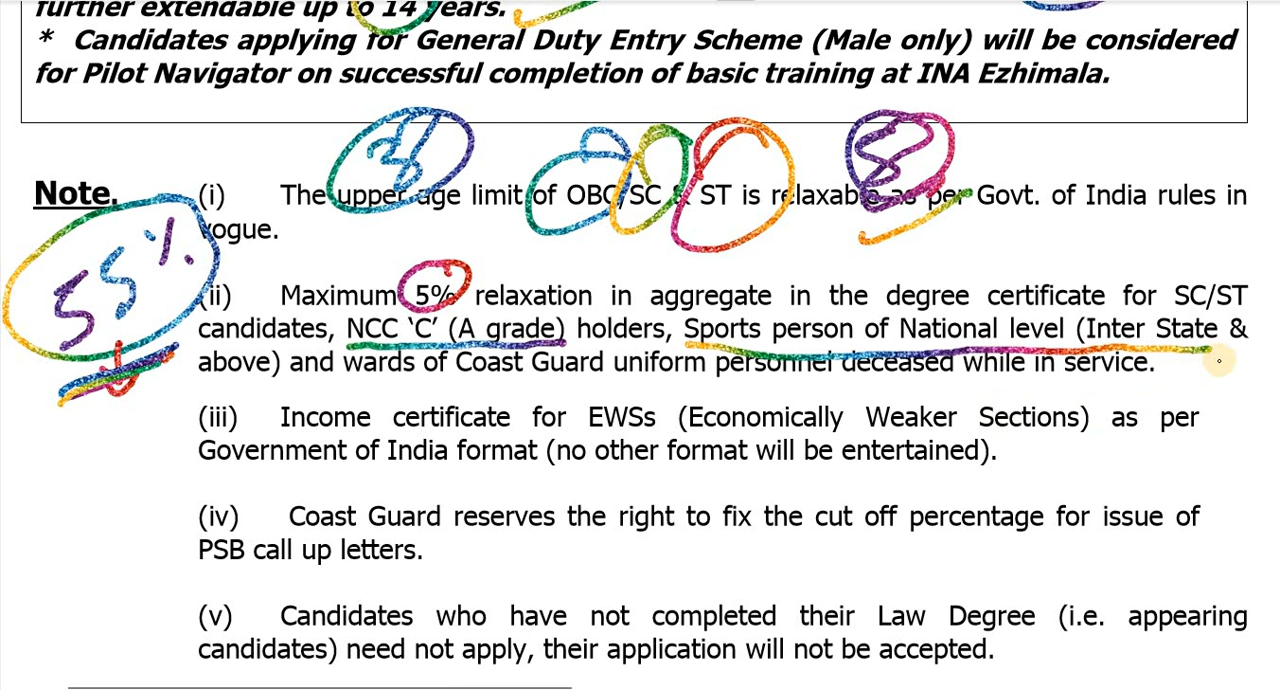 further extendable up to 14 years.
* Candidates applying for General Duty Entry Scheme (Male only) will be considered
for Pilot Navigator on successful completion of basic training at INA Ezhimala.
Note. (i) The upper age limit of OBC, SC & ST is relaxable as per Govt. of India rules in
vogue.
55%
(ii) Maximum 5% relaxation in aggregate in the degree certificate for SC/ST
candidates, NCC ‘C’ (A grade) holders, Sports person of National level (Inter State &
above) and wards of Coast Guard uniform personnel deceased while in service.
(iii) Income certificate for EWSs (Economically Weaker Sections) as per
Government of India format (no other format will be entertained).
(iv) Coast Guard reserves the right to fix the cut off percentage for issue of
PSB call up letters.
(v) Candidates who have not completed their Law Degree (i.e. appearing
candidates) need not apply, their application will not be accepted.